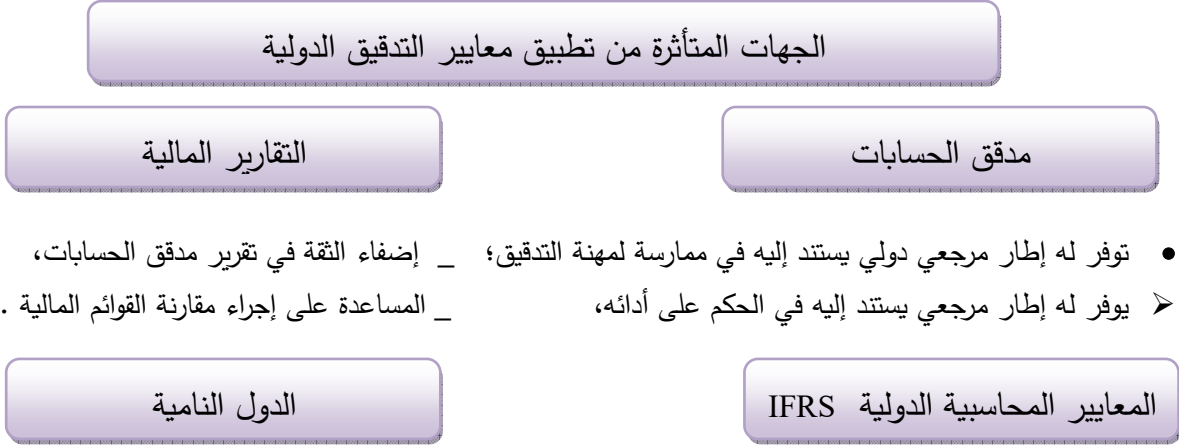 الجهات المتأثرة من تطبيق معايير التدقيق الدولية
مدقق الحسابات
التقارير المالية
• توفر له إطار مرجعي دولي يستند إليه في ممارسة لمهنة التدقيق؛ _ إضفاء الثقة في تقرير مدقق الحسابات،
➢ يوفر له إطار مرجعي يستند إليه في الحكم على أدائه، _ المساعدة على إجراء مقارنة القوائم المالية .
المعايير المحاسبية الدولية IFRS
الدول النامية